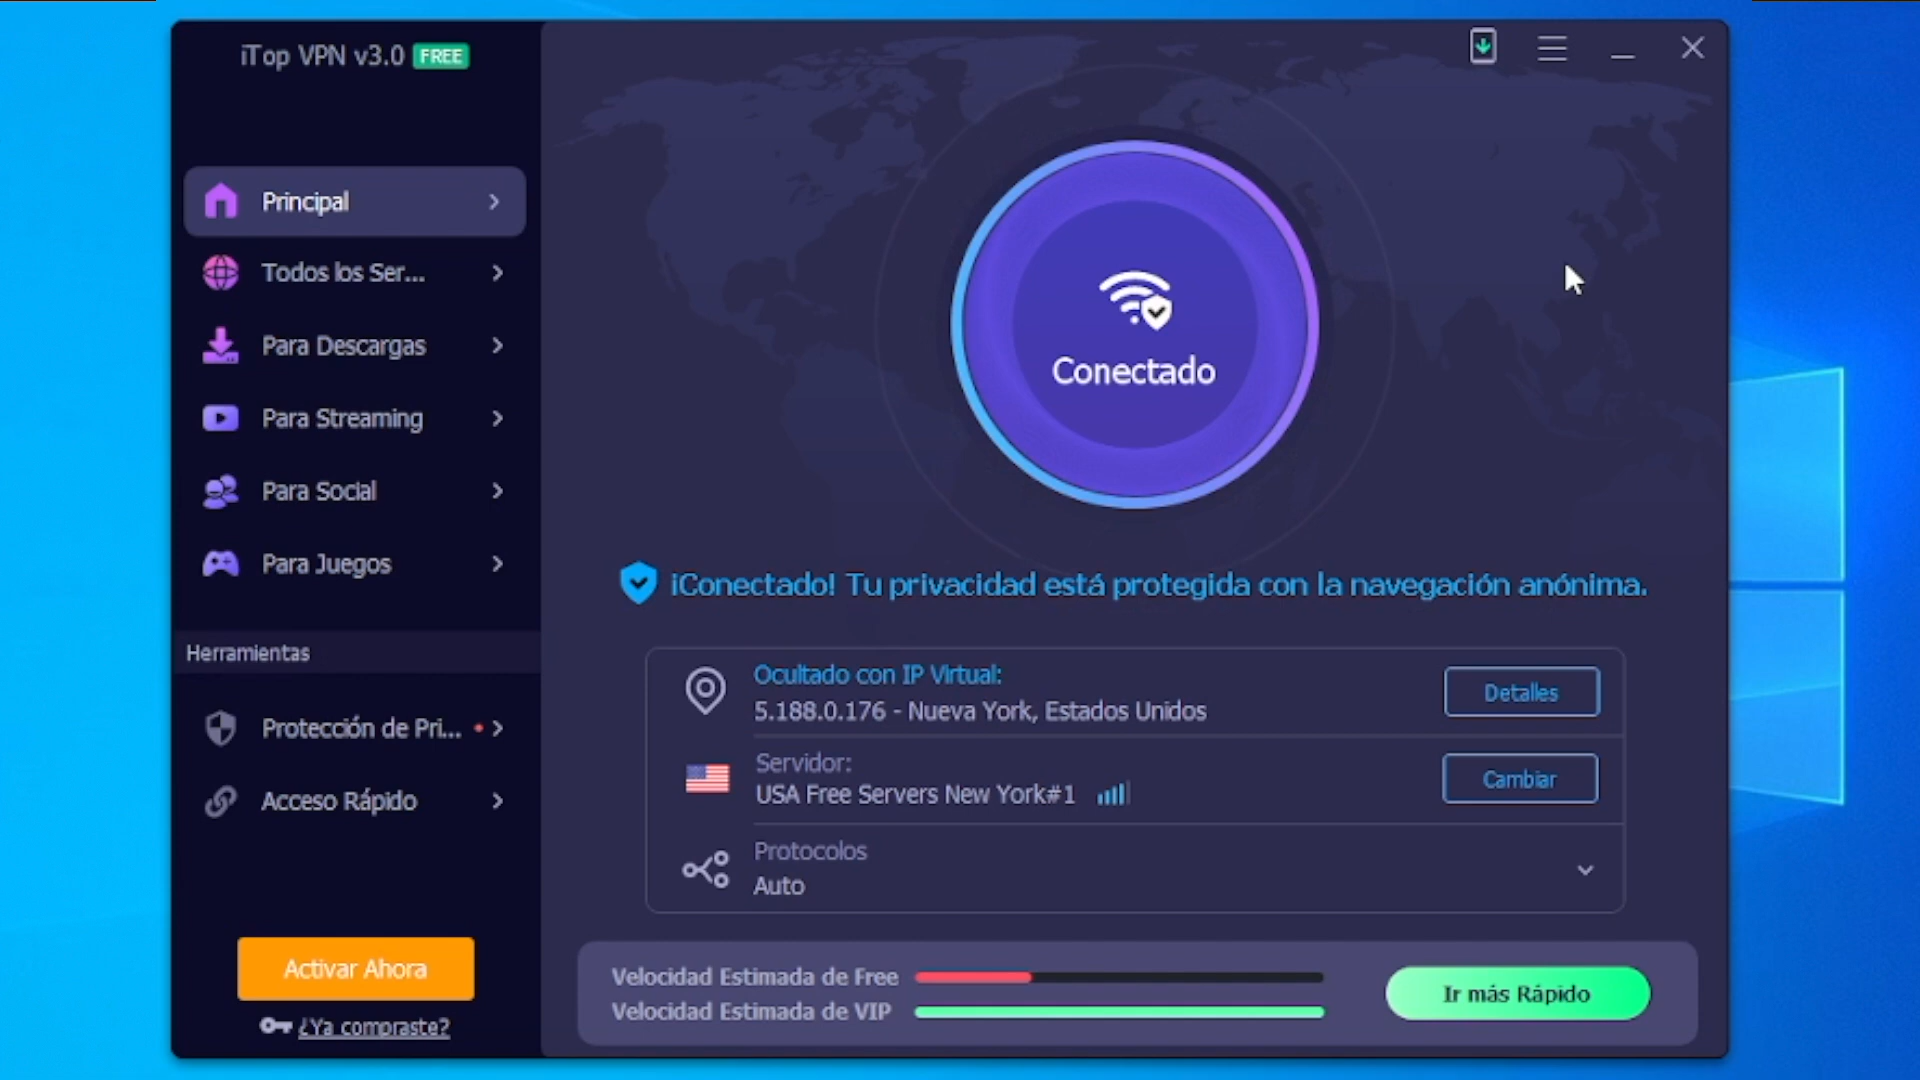 iTop VPN v3.0 FREE
Principal
Todos los Ser...
Para Descargas
Para Streaming
Para Social
Para Juegos
Herramientas
Protección de Pri...
Acceso Rápido
Activar Ahora
¿Ya compraste?
Conectado
¡Conectado! Tu privacidad está protegida con la navegación anónima.
Ocultado con IP Virtual:
5.188.0.176 - Nueva York, Estados Unidos
Detalles
Servidor:
USA Free Servers New York#1
Cambiar
Protocolos
Auto
Velocidad Estimada de Free
Velocidad Estimada de VIP
Ir más Rápido